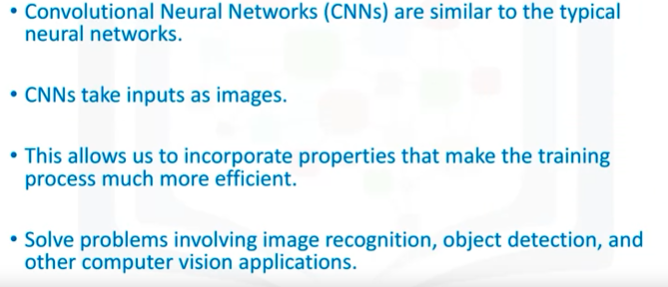 • Convolutional Neural Networks (CNNs) are similar to the typical
neural networks.
• CNNs take inputs as images.
• This allows us to incorporate properties that make the training
process much more efficient.
• Solve problems involving image recognition, object detection, and
other computer vision applications.